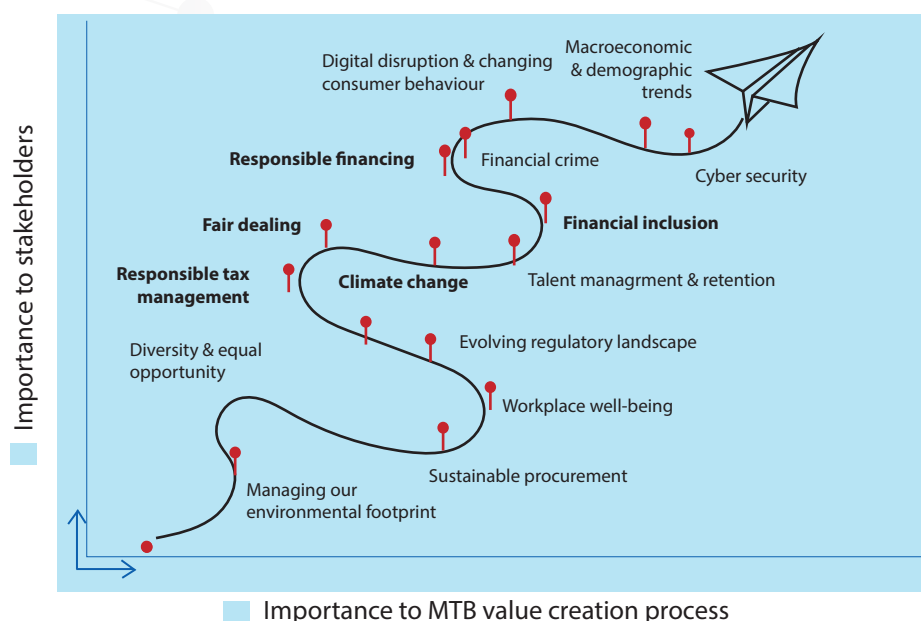 Digital disruption & changing
consumer behaviour
Macroeconomic
& demographic
trends
Responsible financing
Financial crime
Cyber security
Fair dealing
Financial inclusion
Responsible tax
management
Climate change
Talent managrment & retention
Diversity & equal
opportunity
Evolving regulatory landscape
Workplace well-being
Sustainable procurement
Managing our
environmental footprint
Importance to stakeholders
Importance to MTB value creation process